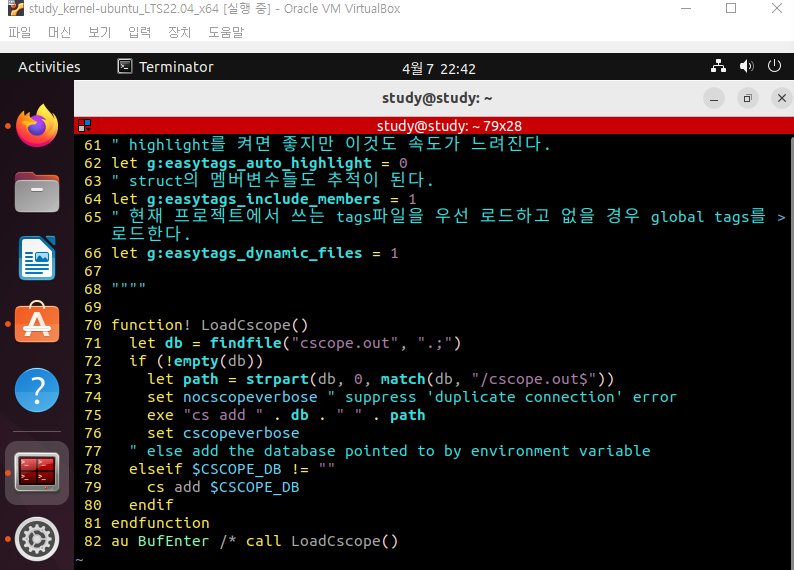 study_kernel-ubuntu_LTS22.04_x64 [실행 중] - Oracle VM VirtualBox
파일 머신 보기 입력 장치 도움말
Activities Terminator 4월 7 22:42
study@study: ~
study@study: ~ 79x28
61 " highlight를 켜면 좋지만 이것도 속도가 느려진다.
62 let g:easytags_auto_highlight = 0
63 " struct의 멤버변수들도 추적이 된다.
64 let g:easytags_include_members = 1
65 " 현재 프로젝트에서 쓰는 tags파일을 우선 로드하고 없을 경우 global tags를 >
로드한다.
66 let g:easytags_dynamic_files = 1
67
68 """"
69
70 function! LoadCscope()
71 let db = findfile("cscope.out", ".;")
72 if (!empty(db))
73 let path = strpart(db, 0, match(db, "/cscope.out$"))
74 set nocscopeverbose " suppress 'duplicate connection' error
75 exe "cs add " . db . " " . path
76 set cscopeverbose
77 " else add the database pointed to by environment variable
78 elseif $CSCOPE_DB != ""
79 cs add $CSCOPE_DB
80 endif
81 endfunction
82 au BufEnter /* call LoadCscope()
~